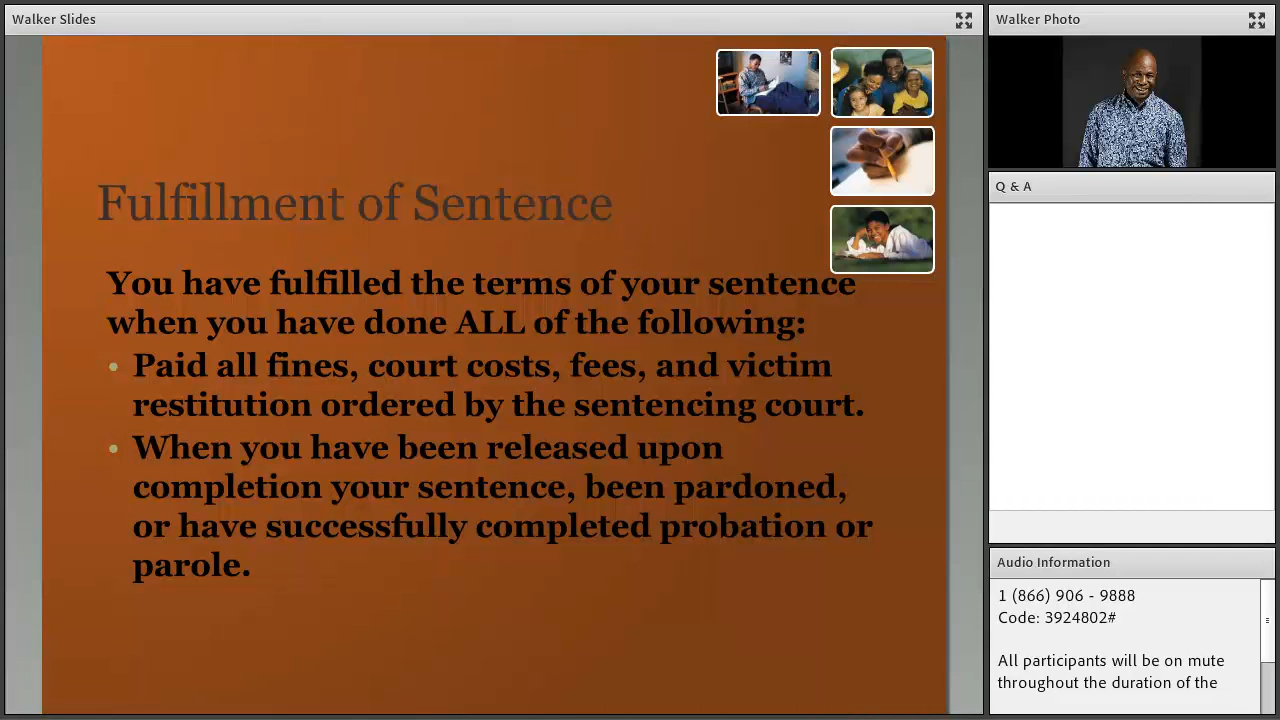 Walker Slides
Fulfillment of Sentence
You have fulfilled the terms of your sentence
when you have done ALL of the following:
• Paid all fines, court costs, fees, and victim
restitution ordered by the sentencing court.
• When you have been released upon
completion your sentence, been pardoned,
or have successfully completed probation or
parole.
Walker Photo
Q & A
Audio Information
1 (866) 906 - 9888
Code: 3924802#
All participants will be on mute
throughout the duration of the